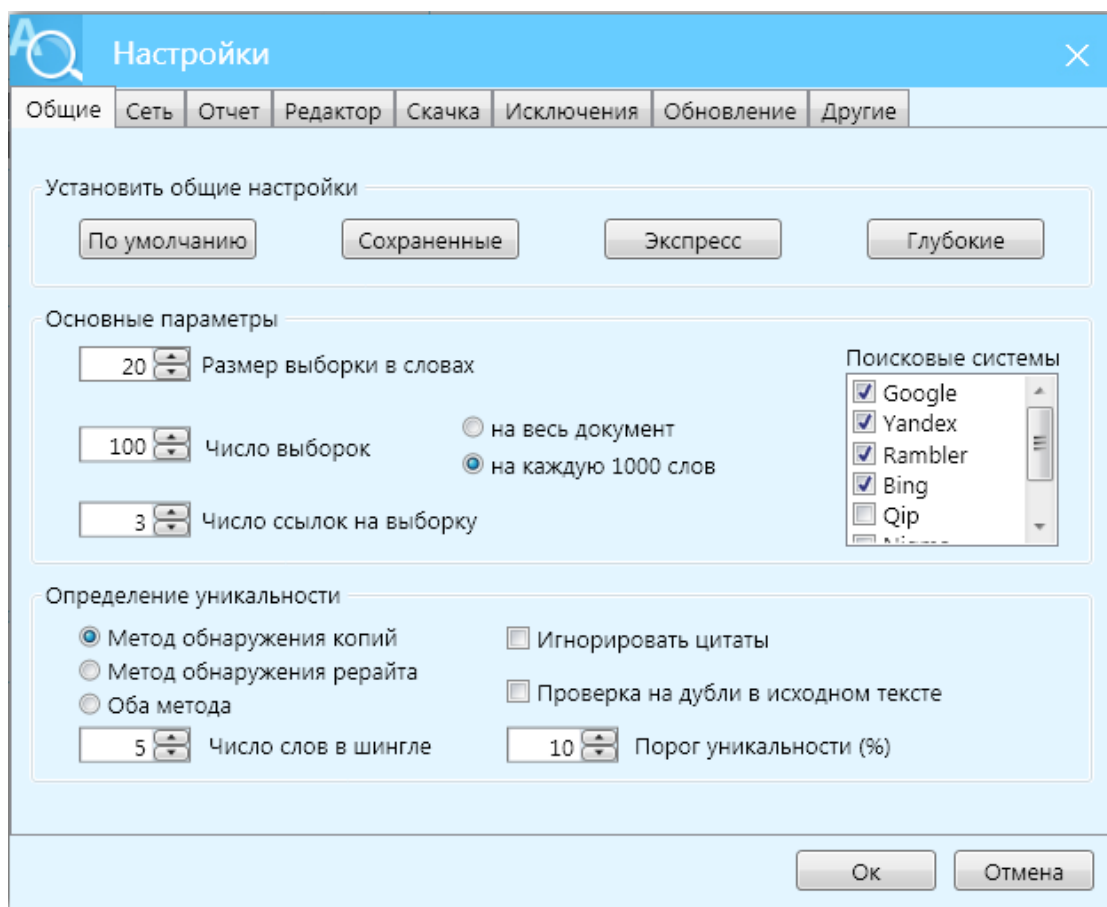 Настройки
Общие Сеть Отчет Редактор Скачка Исключения Обновление Другие
Установить общие настройки
По умолчанию Сохраненные Экспресс Глубокие
Основные параметры
20 Размер выборки в словах
Поисковые системы
Google
Yandex
Rambler
Bing
Qip
100 Число выборок
на весь документ
на каждую 1000 слов
3 Число ссылок на выборку
Определение уникальности
Метод обнаружения копий
Метод обнаружения рерайта
Оба метода
Игнорировать цитаты
Проверка на дубли в исходном тексте
5 Число слов в шингле
10 Порог уникальности (%)
Ок Отмена